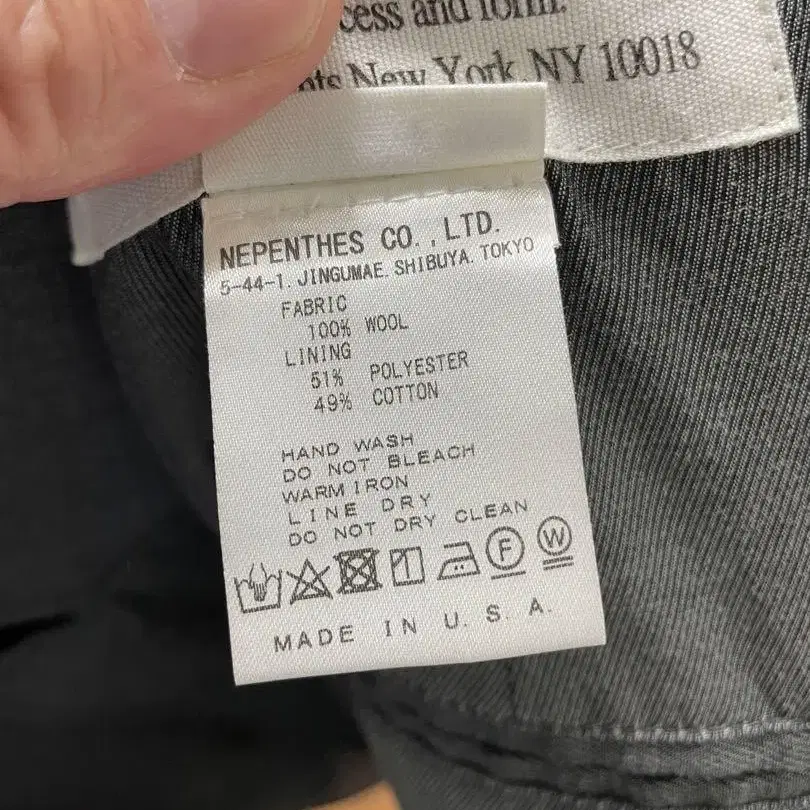 cess and form.
New York, NY 10018
NEPENTHES CO., LTD.
5-44-1. JINGUMAE. SHIBUYA. TOKYO
FABRIC
100% WOOL
LINING
51% POLYESTER
49% COTTON
HAND WASH
DO NOT BLEACH
WARM IRON
LINE DRY
DO NOT DRY CLEAN
F W
MADE IN U.S.A.